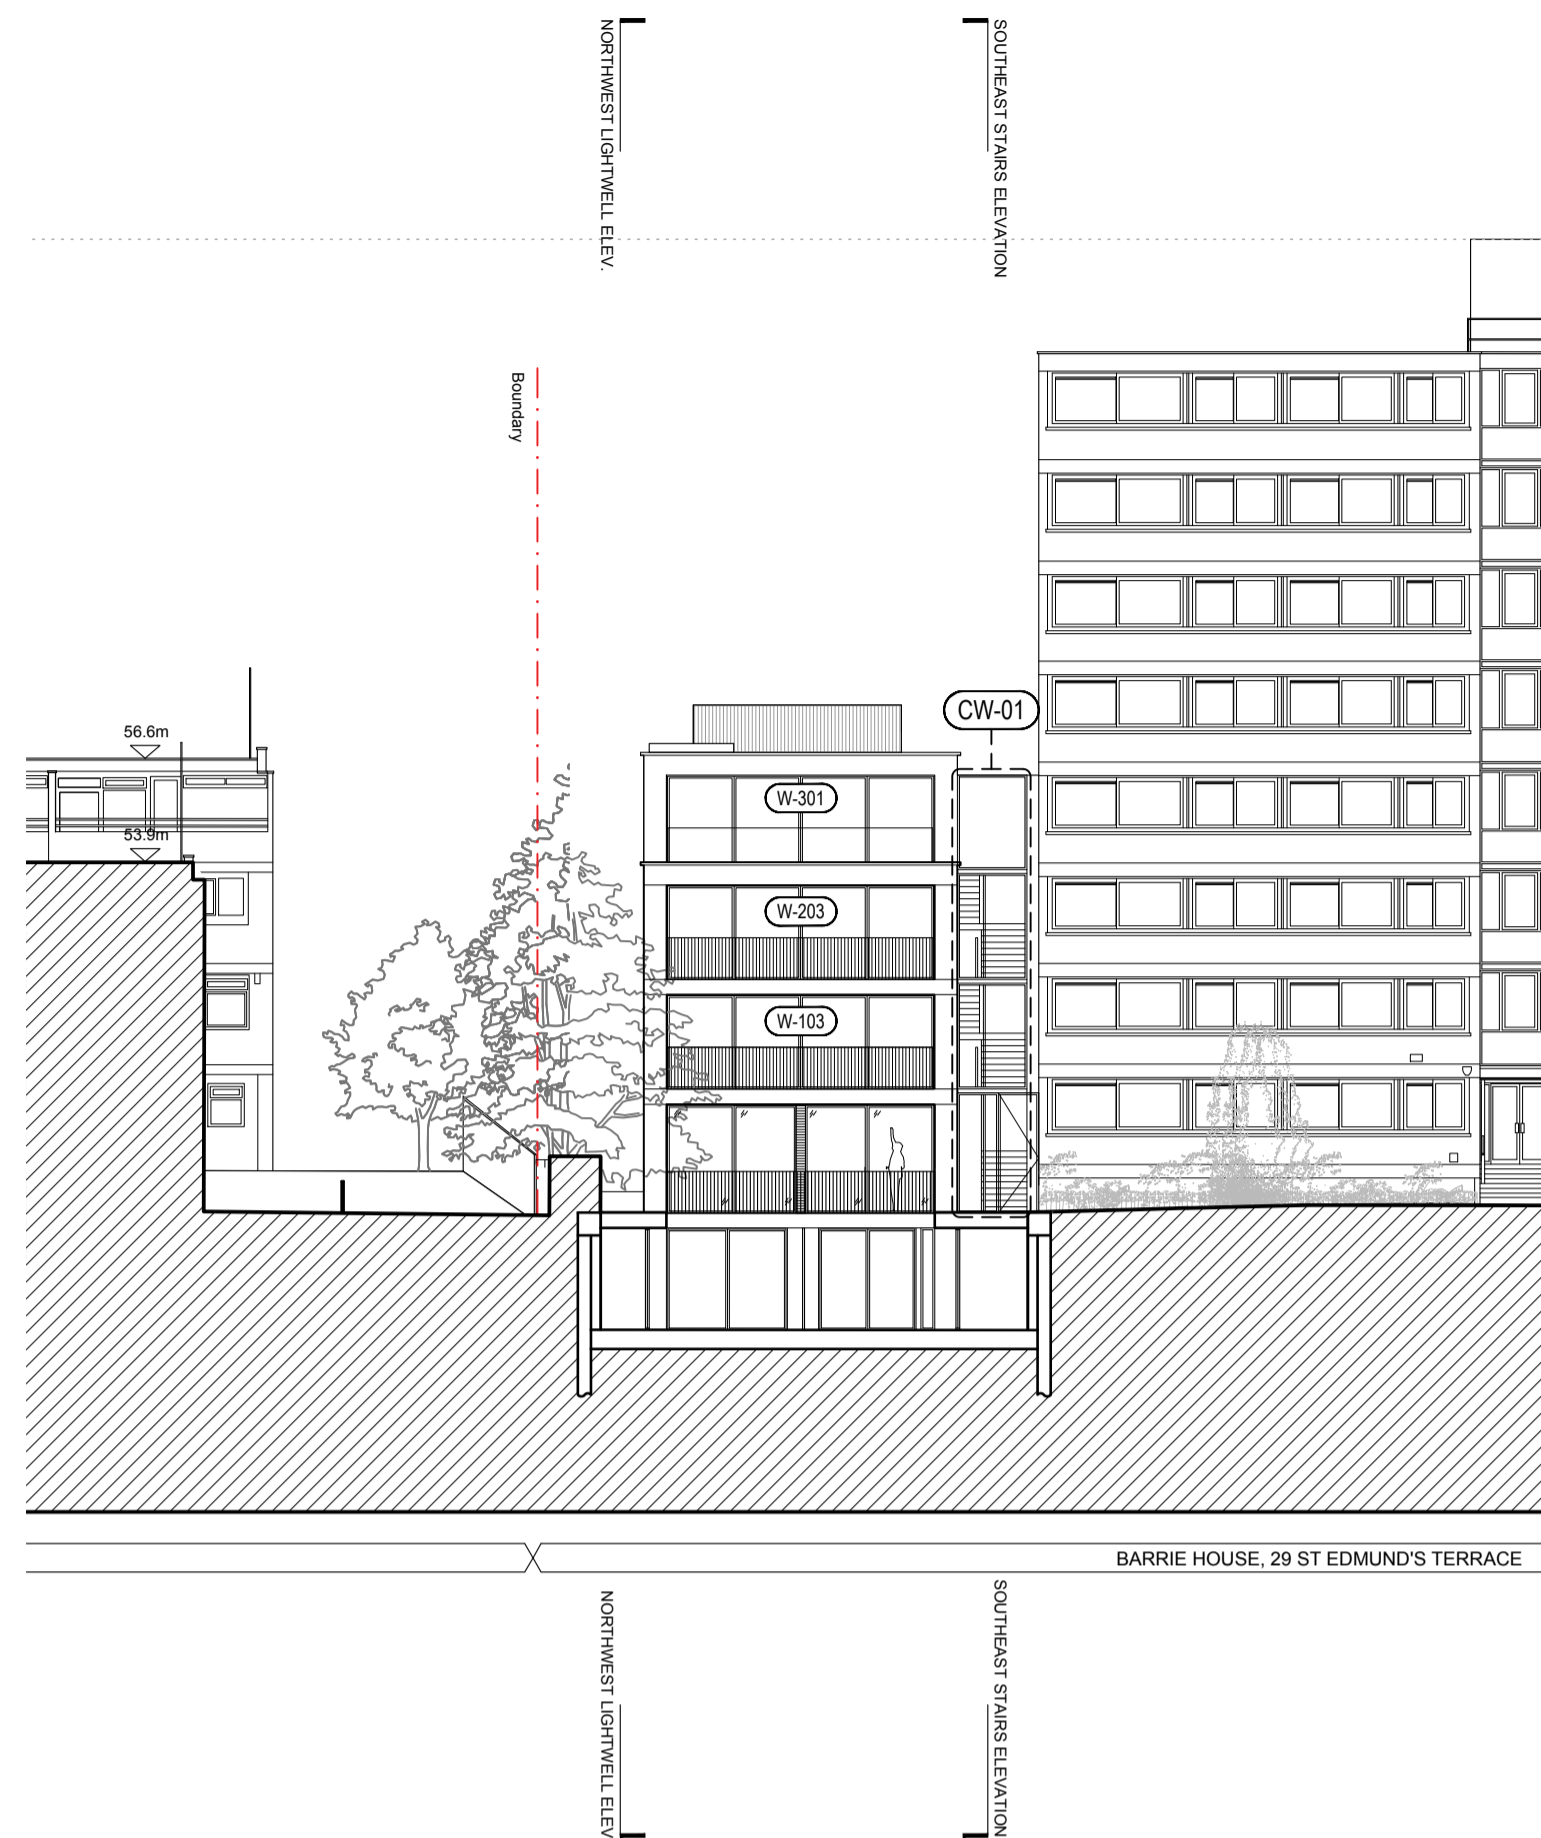 NORTHWEST LIGHTWELL ELEV.
SOUTHEAST STAIRS ELEVATION
Boundary
CW-01
56.6m
W-301
53.9m
W-203
W-103
BARRIE HOUSE, 29 ST EDMUND'S TERRACE
NORTHWEST LIGHTWELL ELEV
SOUTHEAST STAIRS ELEVATION